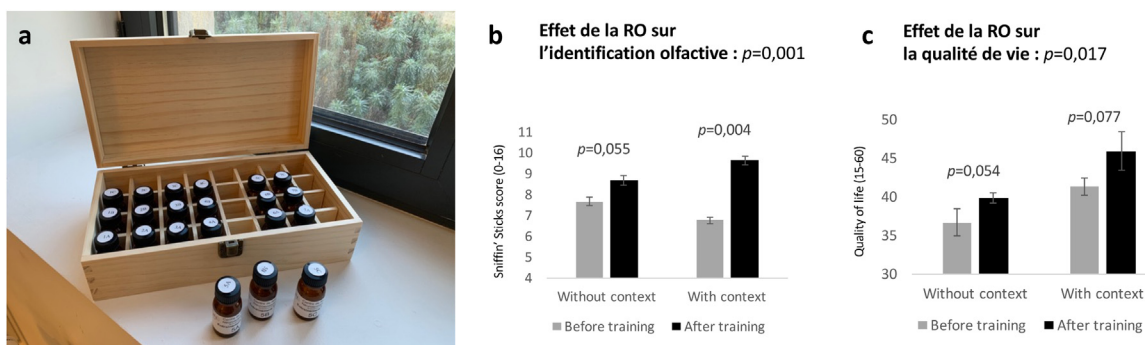 a
b
Effet de la RO sur
l’identification olfactive : p=0,001
Sniffin’ Sticks score (0-16)
11
10
9
8
7
6
5
4
p=0,055
p=0,004
Without context
With context
Before training
After training
c
Effet de la RO sur
la qualité de vie : p=0,017
Quality of life (15-60)
50
45
40
35
30
p=0,054
p=0,077
Without context
With context
Before training
After training